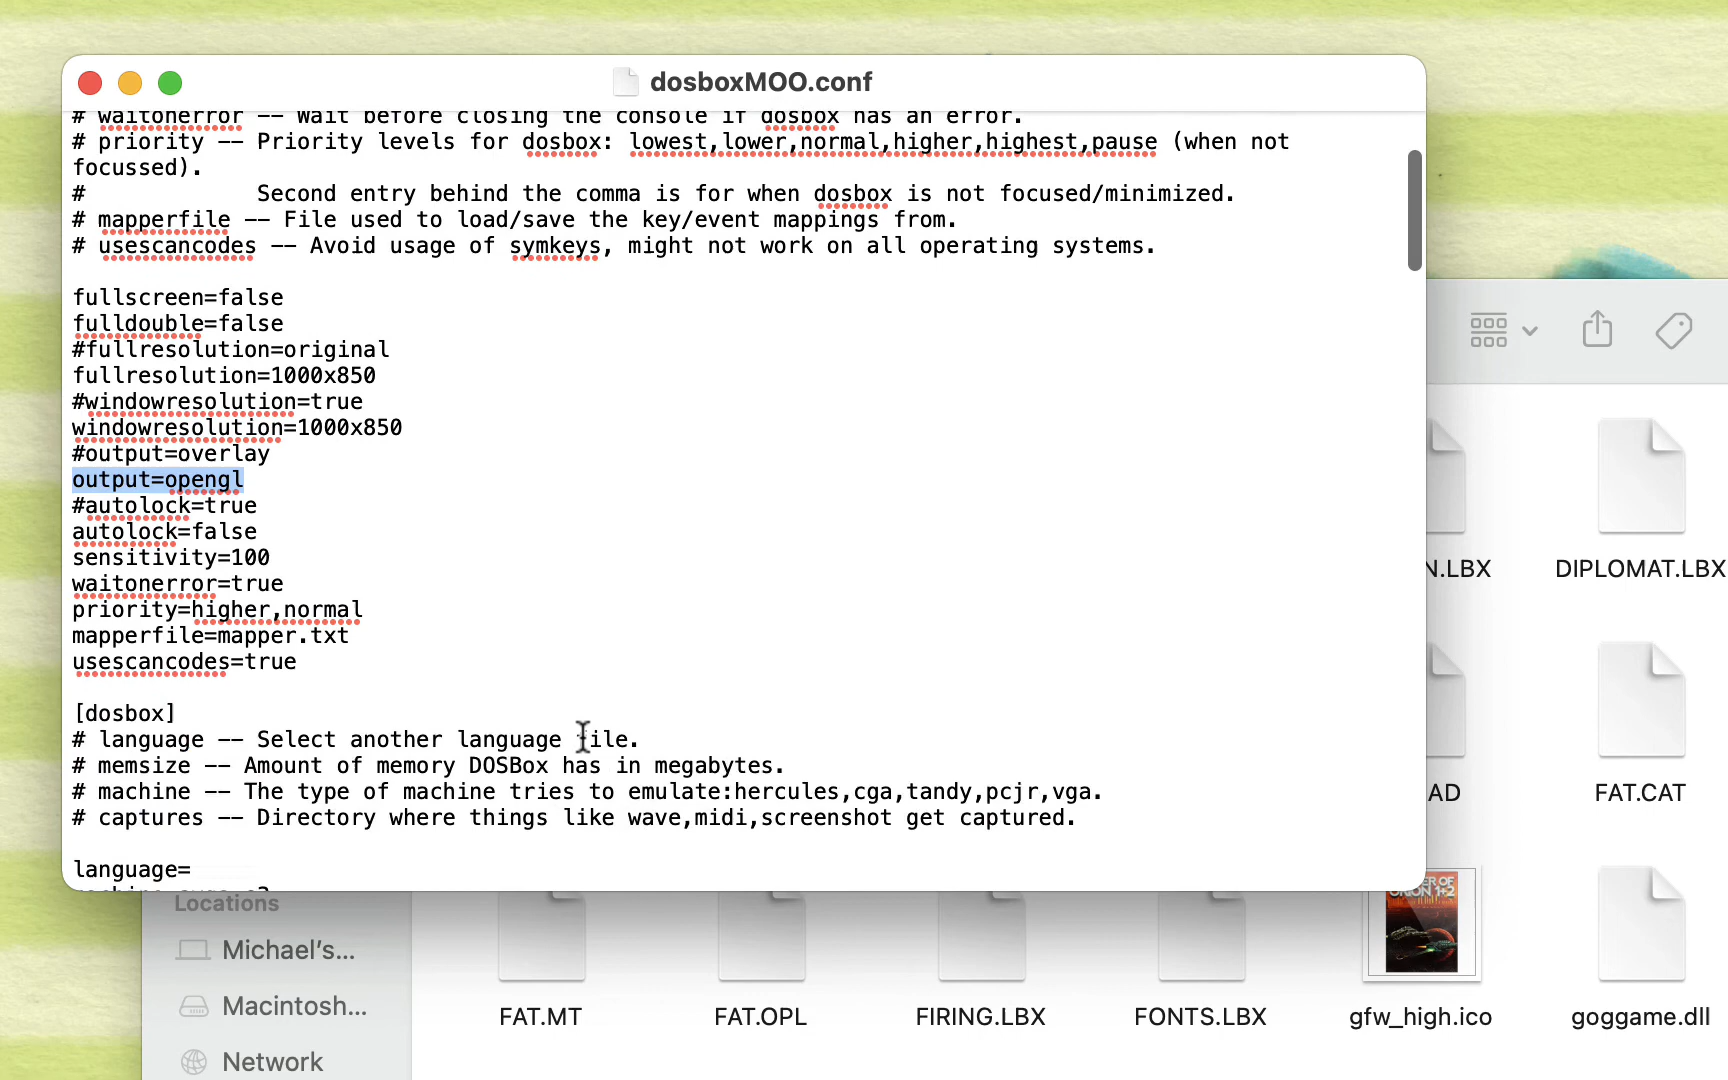 dosboxMOO.conf
# waitonerror -- Wait before closing the console if dosbox has an error.
# priority -- Priority levels for dosbox: lowest,lower,normal,higher,highest,pause (when not
focussed).
#             Second entry behind the comma is for when dosbox is not focused/minimized.
# mapperfile -- File used to load/save the key/event mappings from.
# usescancodes -- Avoid usage of symkeys, might not work on all operating systems.
fullscreen=false
fulldouble=false
#fullresolution=original
fullresolution=1000x850
#windowresolution=true
windowresolution=1000x850
#output=overlay
output=opengl
#autolock=true
autolock=false
sensitivity=100
waitonerror=true
priority=higher,normal
mapperfile=mapper.txt
usescancodes=true
[dosbox]
# language -- Select another language file.
# memsize -- Amount of memory DOSBox has in megabytes.
# machine -- The type of machine tries to emulate:hercules,cga,tandy,pcjr,vga.
# captures -- Directory where things like wave,midi,screenshot get captured.
language=
N.LBX
DIPLOMAT.LBX
AD
FAT.CAT
Locations
Michael's...
Macintosh...
Network
ORION 1+2
FAT.MT
FAT.OPL
FIRING.LBX
FONTS.LBX
gfw_high.ico
goggame.dll